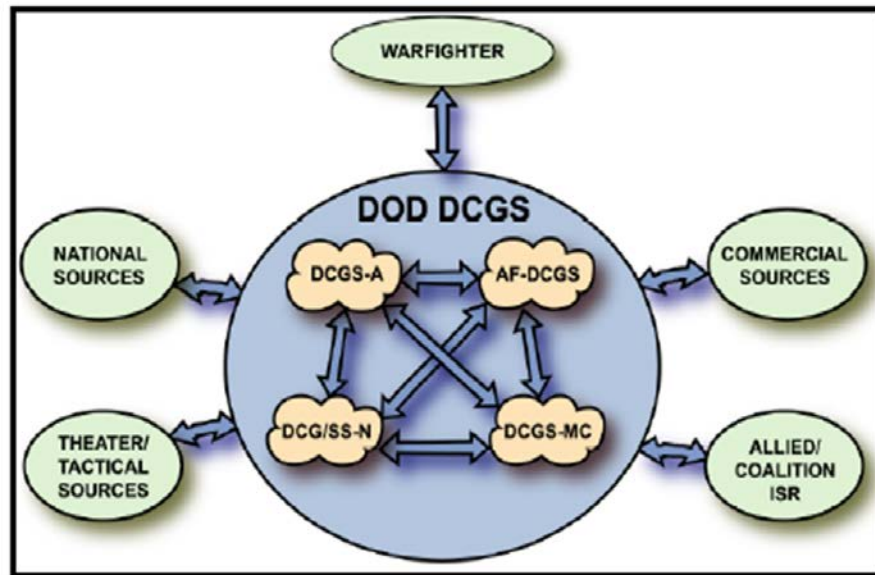 WARFIGHTER
DOD DCGS
NATIONAL
SOURCES
COMMERCIAL
SOURCES
DCGS-A
AF-DCGS
DCG/SS-N
DCGS-MC
THEATER/
TACTICAL
SOURCES
ALLIED/
COALITION
ISR